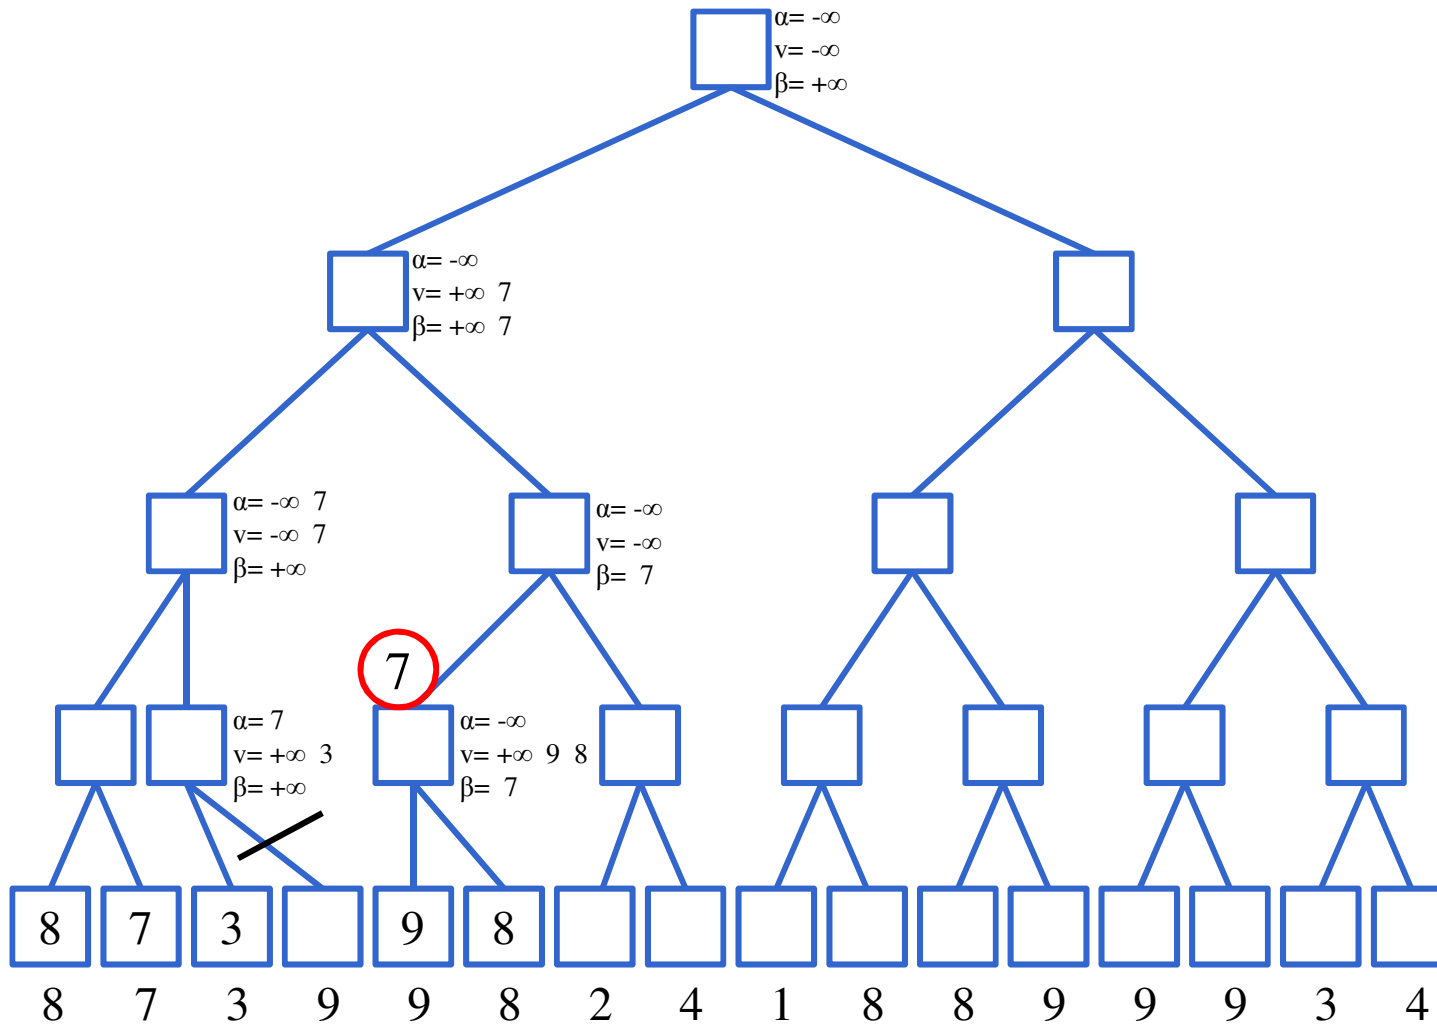 α= -∞
v= -∞
β= +∞
α= -∞
v= +∞ 7
β= +∞ 7
α= -∞ 7
v= -∞ 7
β= +∞
α= -∞
v= -∞
β= 7
7
α= 7
v= +∞ 3
β= +∞
α= -∞
v= +∞ 9 8
β= 7
8 7 3 9 8
8 7 3 9 9 8 2 4 1 8 8 9 9 9 3 4